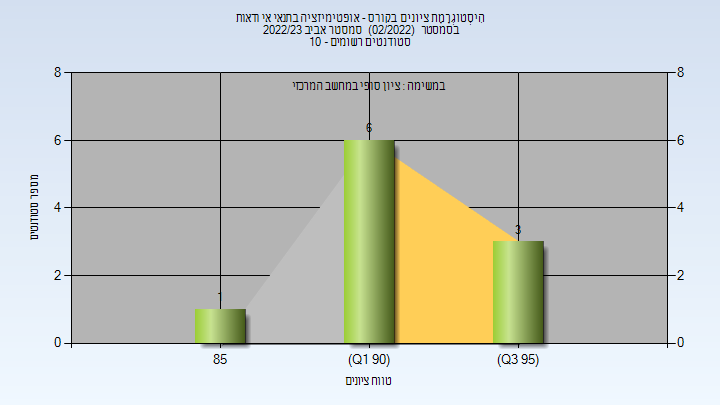 הִיסְטוֹגְרַמַת ציונים בקורס - אופטימיזציה בתנאי אי ודאות
בסמסטר (02/2022) סמסטר אביב 2022/23
סטודנטים רשומים - 10
במשימה : ציון סופי במחשב המרכזי
8 8
6 6
4 4
2 2
0 0
1
6
3
מספר סטודנטים
85 (Q1 90) (Q3 95)
טווח ציונים